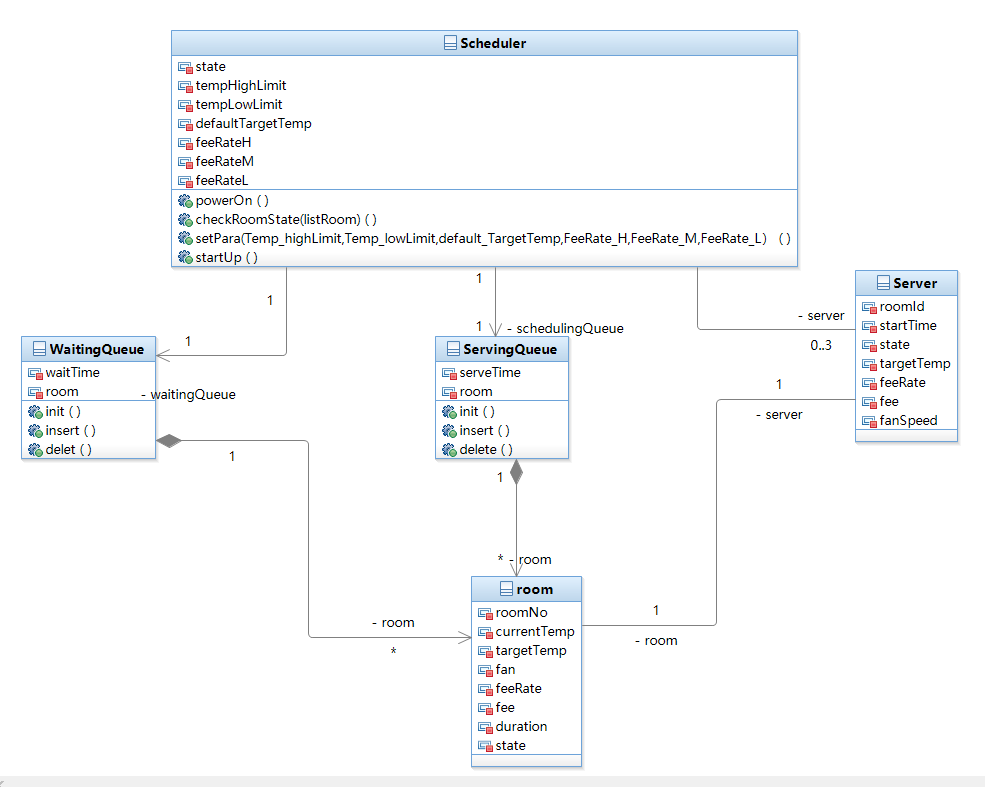 Scheduler
state
tempHighLimit
tempLowLimit
defaultTargetTemp
feeRateH
feeRateM
feeRateL
powerOn ( )
checkRoomState(listRoom) ( )
setPara(Temp_highLimit,Temp_lowLimit,default_TargetTemp,FeeRate_H,FeeRate_M,FeeRate_L） ( )
startUp ( )
1
1
1
1
- schedulingQueue
- server
0..3
WaitingQueue
waitTime
room
init ( )
insert ( )
delet ( )
- waitingQueue
1
ServingQueue
serveTime
room
init ( )
insert ( )
delete ( )
1
Server
roomId
startTime
state
targetTemp
feeRate
fee
fanSpeed
1
- server
* - room
- room
*
room
roomNo
currentTemp
targetTemp
fan
feeRate
fee
duration
state
1
- room